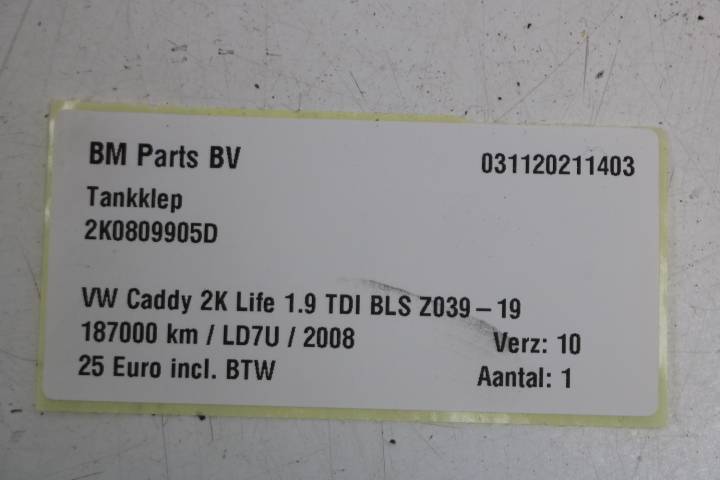 BM Parts BV 031120211403
Tankklep
2K0809905D
VW Caddy 2K Life 1.9 TDI BLS Z039 – 19
187000 km / LD7U / 2008 Verz: 10
25 Euro incl. BTW Aantal: 1